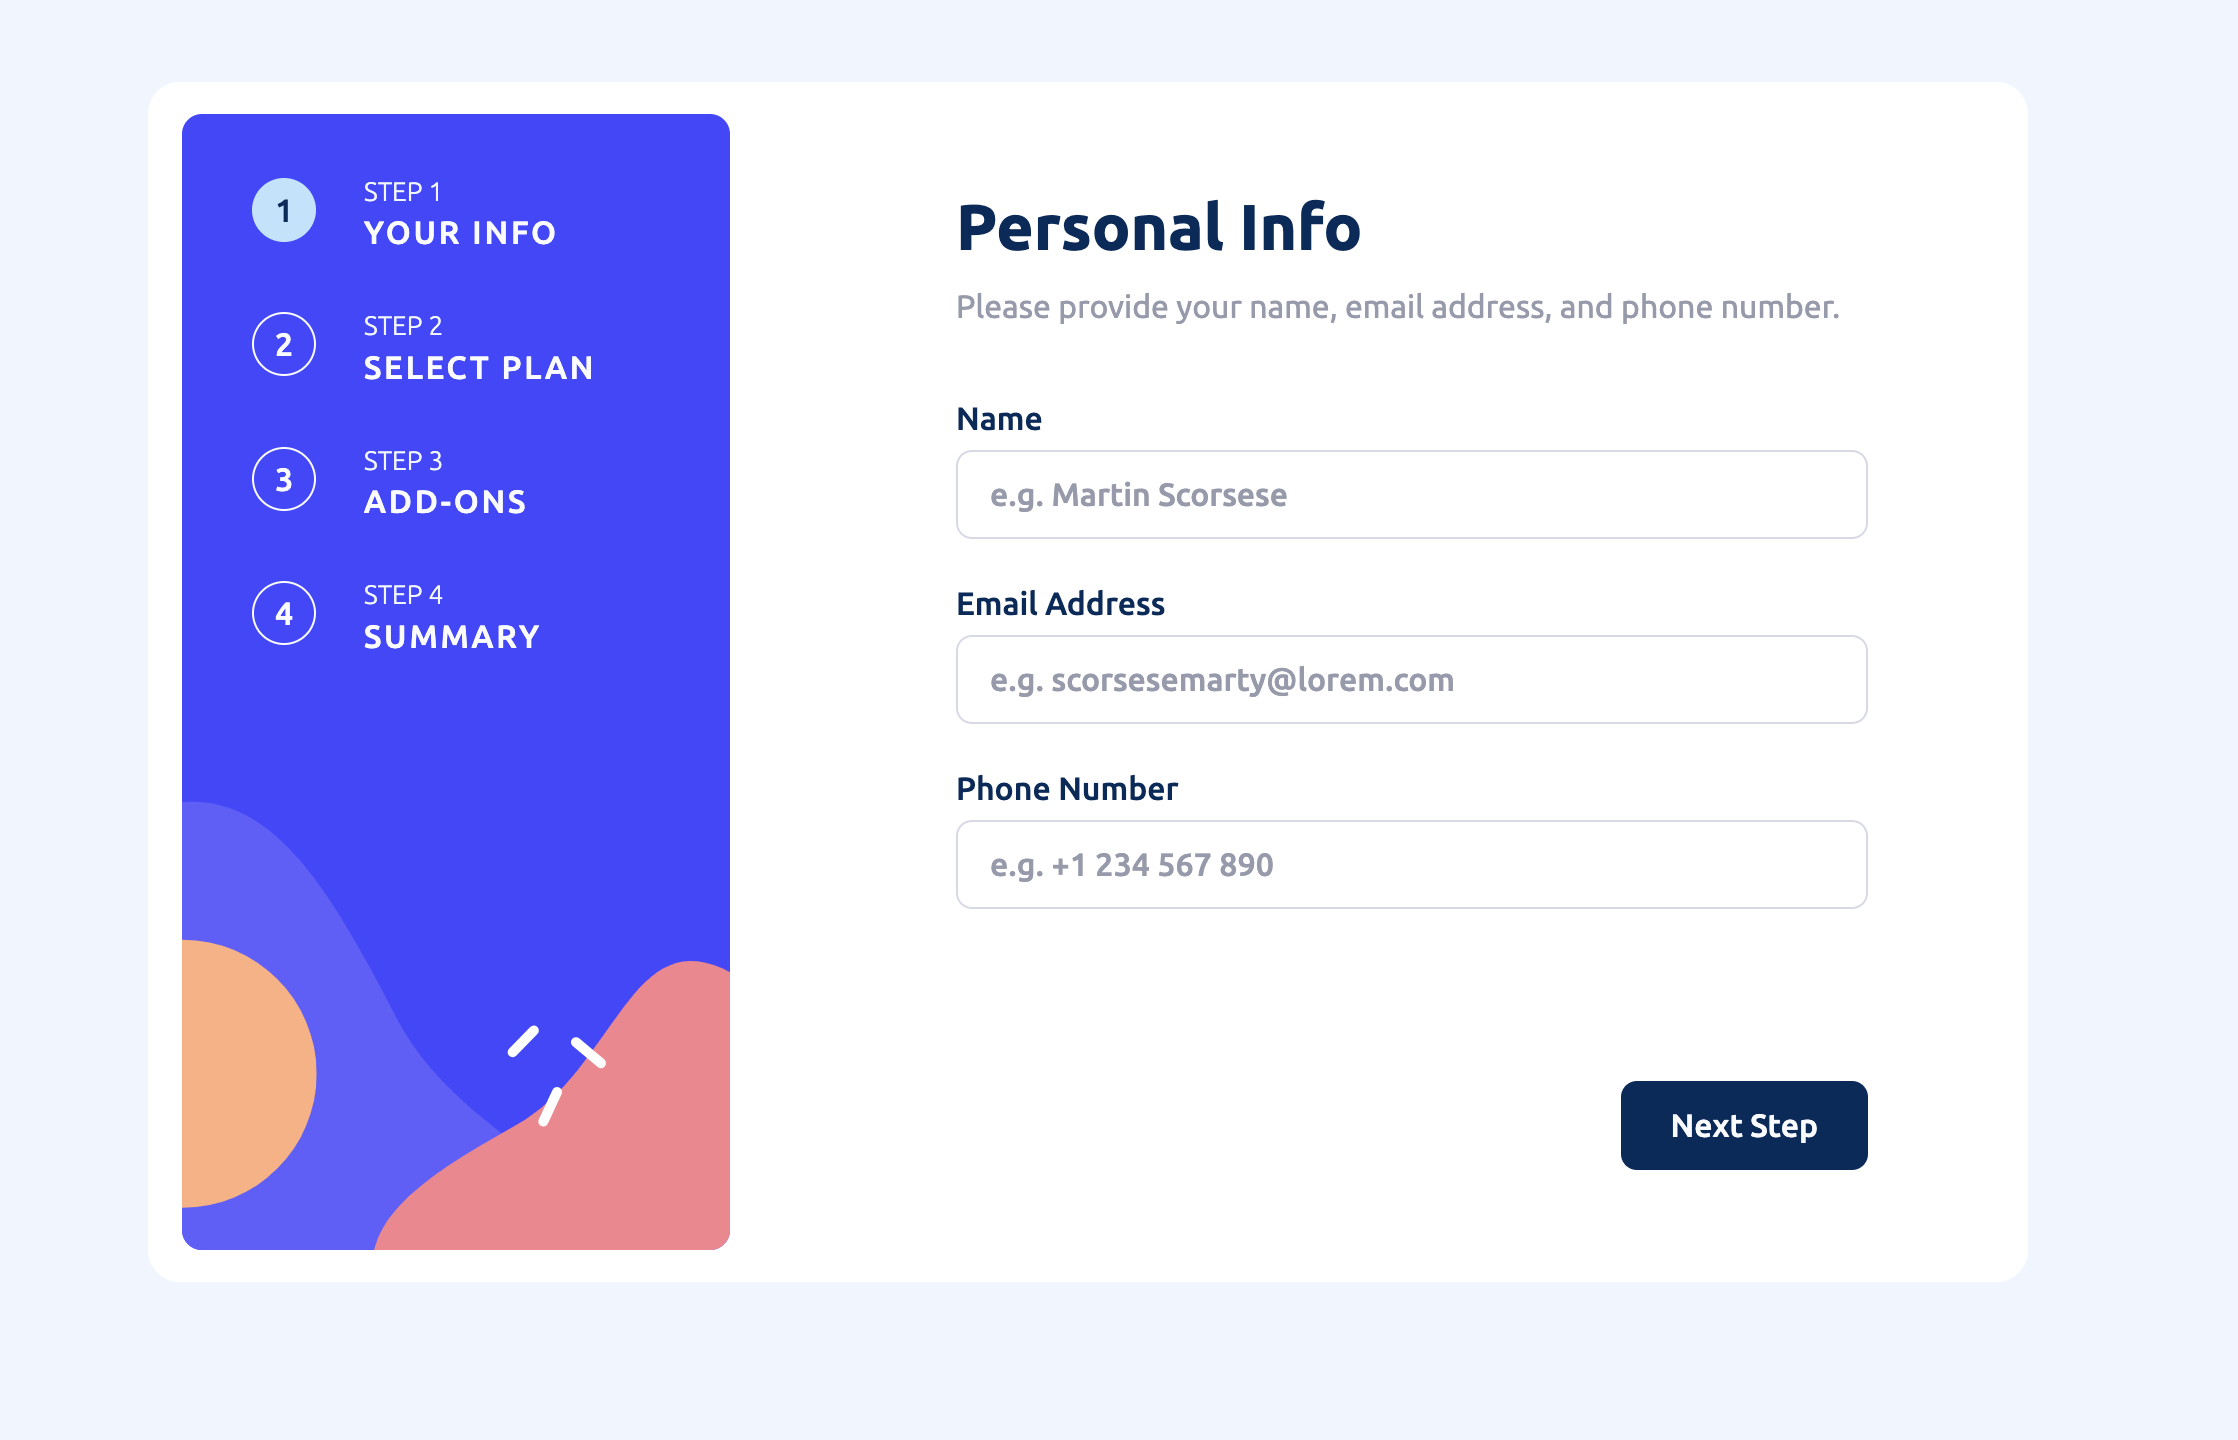 1
STEP 1
YOUR INFO
2
STEP 2
SELECT PLAN
3
STEP 3
ADD-ONS
4
STEP 4
SUMMARY
Personal Info
Please provide your name, email address, and phone number.
Name
e.g. Martin Scorsese
Email Address
e.g. scorsesemarty@lorem.com
Phone Number
e.g. +1 234 567 890
Next Step